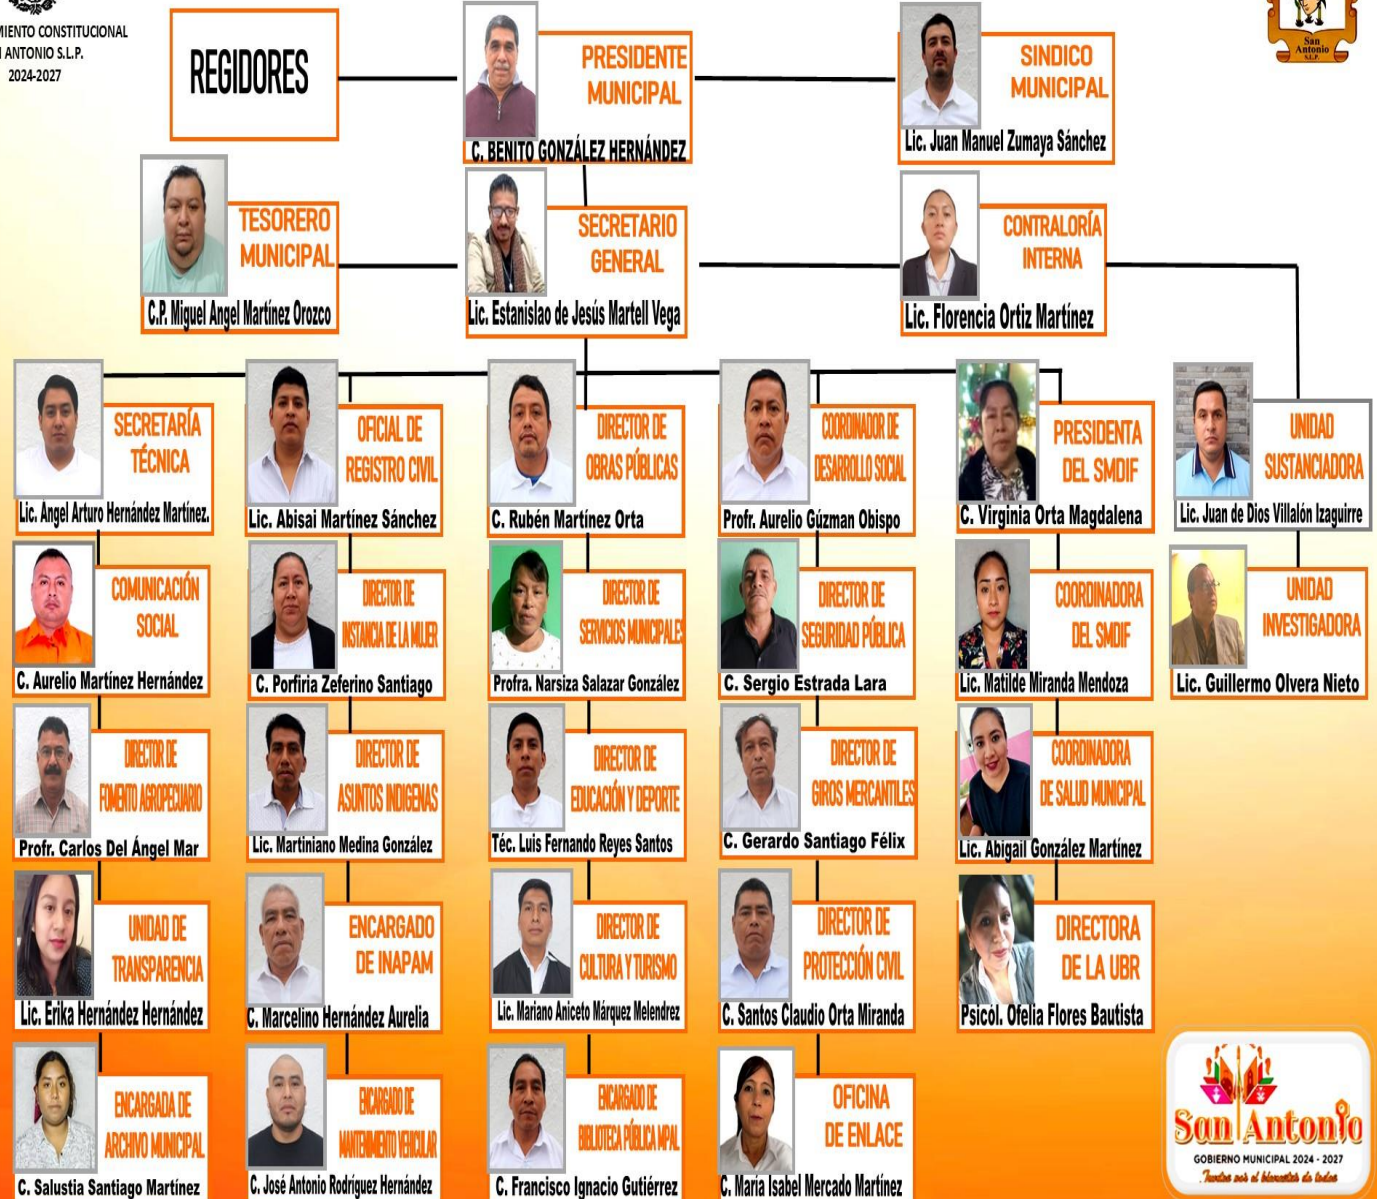 MIENTO CONSTITUCIONAL
ANTONIO S.L.P.
2024-2027
REGIDORES
PRESIDENTE
MUNICIPAL
C. BENITO GONZÁLEZ HERNÁNDEZ
SINDICO
MUNICIPAL
Lic. Juan Manuel Zumaya Sánchez
San
Antonio
S.L.P.
TESORERO
MUNICIPAL
C.P. Miguel Angel Martínez Orozco
SECRETARIO
GENERAL
Lic. Estanislao de Jesús Martell Vega
CONTRALORÍA
INTERNA
Lic. Florencia Ortiz Martínez
SECRETARÍA
TÉCNICA
Lic. Angel Arturo Hernández Martínez.
OFICIAL DE
REGISTRO CIVIL
Lic. Abisai Martínez Sánchez
DIRECTOR DE
OBRAS PÚBLICAS
C. Rubén Martínez Orta
COORDINADOR DE
DESARROLLO SOCIAL
Profr. Aurelio Gúzman Obispo
PRESIDENTA
DEL SMDIF
C. Virginia Orta Magdalena
UNIDAD
SUSTANCIADORA
Lic. Juan de Dios Villalón Izaguirre
COMUNICACIÓN
SOCIAL
C. Aurelio Martínez Hernández
DIRECTOR DE
INSTANCIA DE LA MUJER
C. Porfiria Zeferino Santiago
DIRECTOR DE
SERVICIOS MUNICIPALES
Profra. Narsiza Salazar González
DIRECTOR DE
SEGURIDAD PÚBLICA
C. Sergio Estrada Lara
COORDINADORA
DEL SMDIF
Lic. Matilde Miranda Mendoza
UNIDAD
INVESTIGADORA
Lic. Guillermo Olvera Nieto
DIRECTOR DE
FOMENTO AGROPECUARIO
Profr. Carlos Del Ángel Mar
DIRECTOR DE
ASUNTOS INDIGENAS
Lic. Martiniano Medina González
DIRECTOR DE
EDUCACIÓN Y DEPORTE
Téc. Luis Fernando Reyes Santos
DIRECTOR DE
GIROS MERCANTILES
C. Gerardo Santiago Félix
COORDINADORA
DE SALUD MUNICIPAL
Lic. Abigail González Martínez
UNIDAD DE
TRANSPARENCIA
Lic. Erika Hernández Hernández
ENCARGADO
DE INAPAM
C. Marcelino Hernández Aurelia
DIRECTOR DE
CULTURA Y TURISMO
Lic. Mariano Aniceto Márquez Melendrez
DIRECTOR DE
PROTECCIÓN CIVIL
C. Santos Claudio Orta Miranda
DIRECTORA
DE LA UBR
Psicól. Ofelia Flores Bautista
ENCARGADA DE
ARCHIVO MUNICIPAL
C. Salustia Santiago Martínez
ENCARGADO DE
MANTENIMIENTO VEHICULAR
C. José Antonio Rodríguez Hernández
ENCARGADO DE
BIBLIOTECA PÚBLICA MPAL
C. Francisco Ignacio Gutiérrez
OFICINA
DE ENLACE
C. María Isabel Mercado Martínez
San Antonio
GOBIERNO MUNICIPAL 2024 - 2027
Juntos por el bienestar de todos